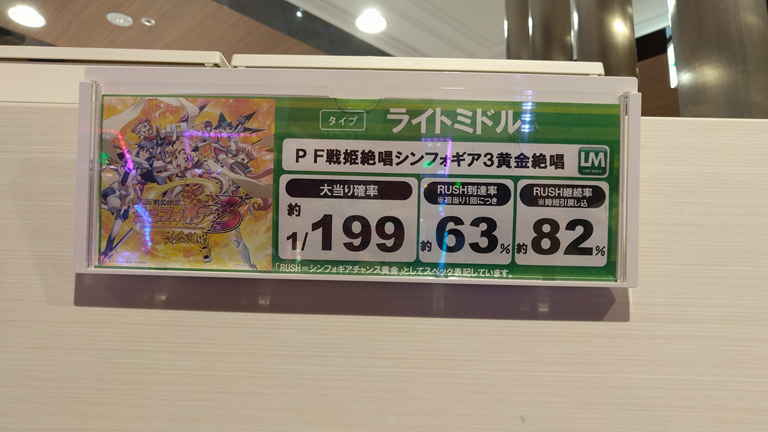 タイプ ライトミドル
PF戦姫絶唱シンフォギア3黄金絶唱
LM
大当り確率
約1/199
RUSH到達率
※初当り1回につき
約63%
RUSH継続率
※時短引戻し込
約82%
「RUSH=シンフォギアチャンス黄金」としてスペック表記しています。